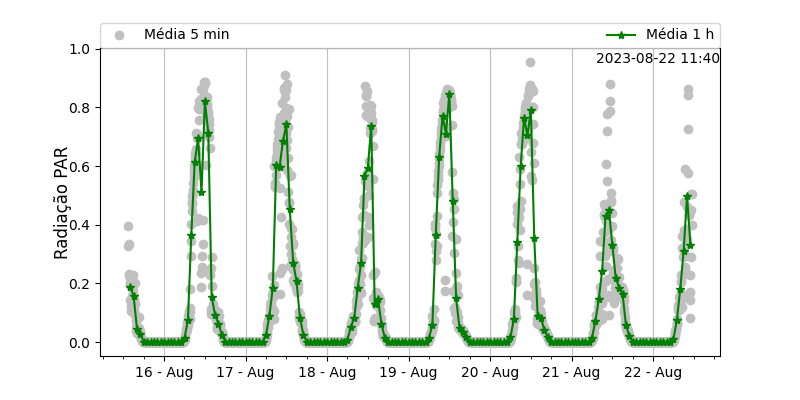 Média 5 min
Média 1 h
2023-08-22 11:40
1.0
0.8
0.6
0.4
0.2
0.0
Radiação PAR
16 - Aug
17 - Aug
18 - Aug
19 - Aug
20 - Aug
21 - Aug
22 - Aug